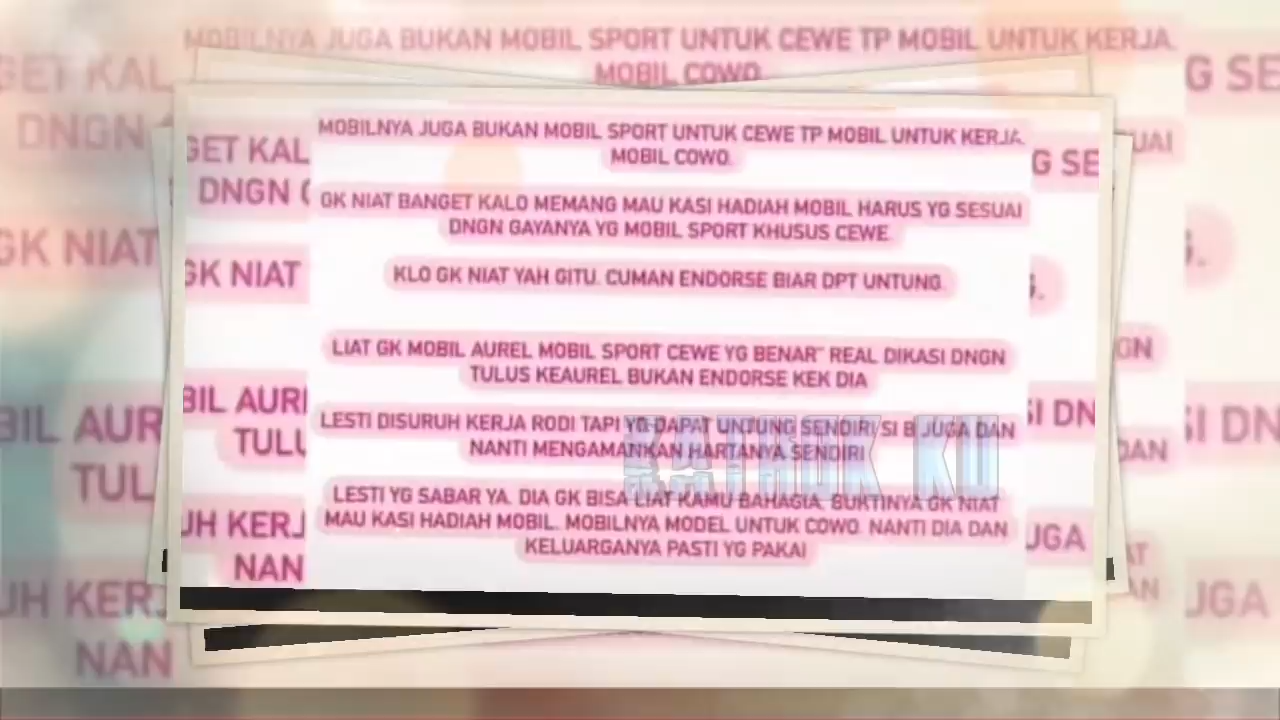 MOBILNYA JUGA BUKAN MOBIL SPORT UNTUK CEWE TP MOBIL UNTUK KERJA.
MOBIL COWO.
GK NIAT BANGET KALO MEMANG MAU KASI HADIAH MOBIL HARUS YG SESUAI
DNGN GAYANYA YG MOBIL SPORT KHUSUS CEWE.
KLO GK NIAT YAH GITU. CUMAN ENDORSE BIAR DPT UNTUNG.
LIAT GK MOBIL AUREL MOBIL SPORT CEWE YG BENAR" REAL DIKASI DNGN
TULUS KEAUREL BUKAN ENDORSE KEK DIA
LESTI DISURUH KERJA RODI TAPI YG DAPAT UNTUNG SENDIRI SI B JUGA DAN
NANTI MENGAMANKAN HARTANYA SENDIRI
KATHOK KU
LESTI YG SABAR YA. DIA GK BISA LIAT KAMU BAHAGIA. BUKTINYA GK NIAT
MAU KASI HADIAH MOBIL. MOBILNYA MODEL UNTUK COWO. NANTI DIA DAN
KELUARGANYA PASTI YG PAKAI